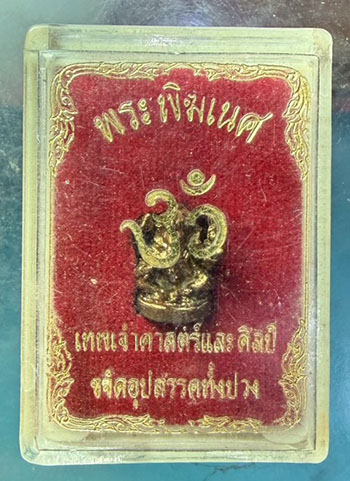 พระพิฆเนศ
ॐ
เทพเจ้าศาสตร์และศิลป์
ขจัดอุปสรรคทั้งปวง